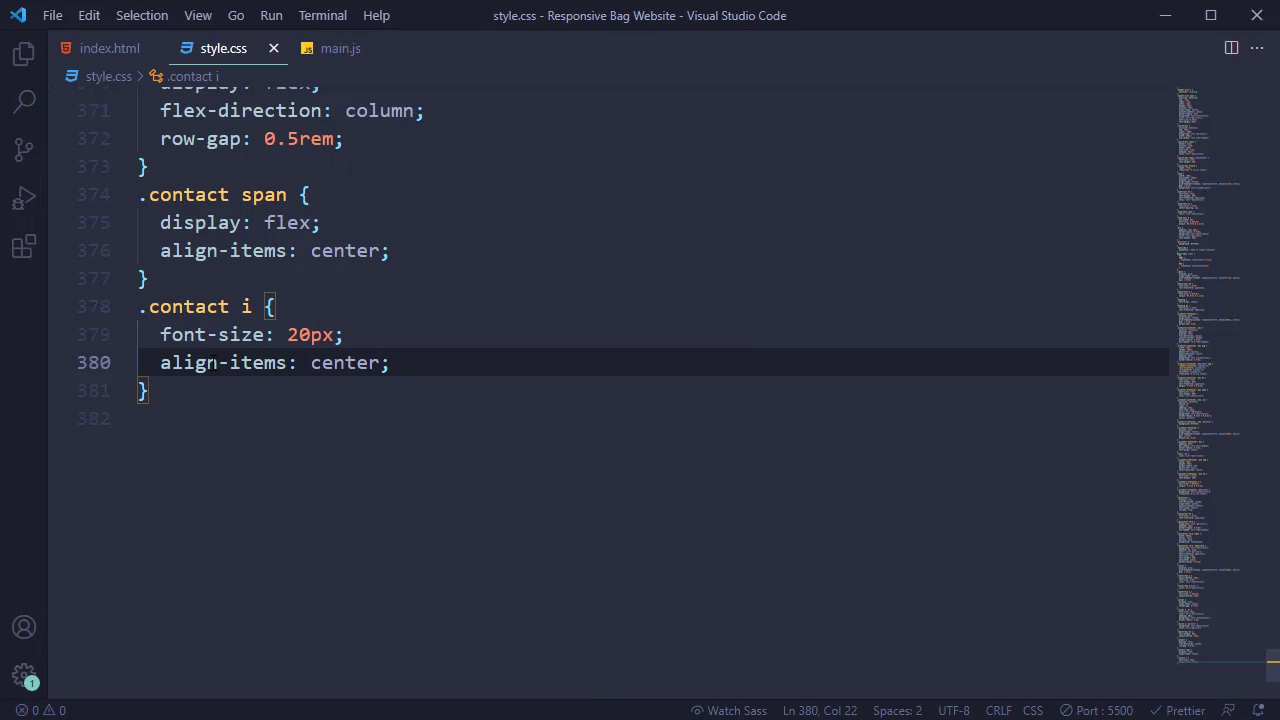 File Edit Selection View Go Run Terminal Help style.css - Responsive Bag Website - Visual Studio Code
index.html style.css main.js
style.css > .contact i
display: flex;
371 flex-direction: column;
372 row-gap: 0.5rem;
373 }
374 .contact span {
375 display: flex;
376 align-items: center;
377 }
378 .contact i {
379 font-size: 20px;
380 align-items: center;
381 }
382
1
0 0 Watch Sass Ln 380, Col 22 Spaces: 2 UTF-8 CRLF CSS Port : 5500 Prettier